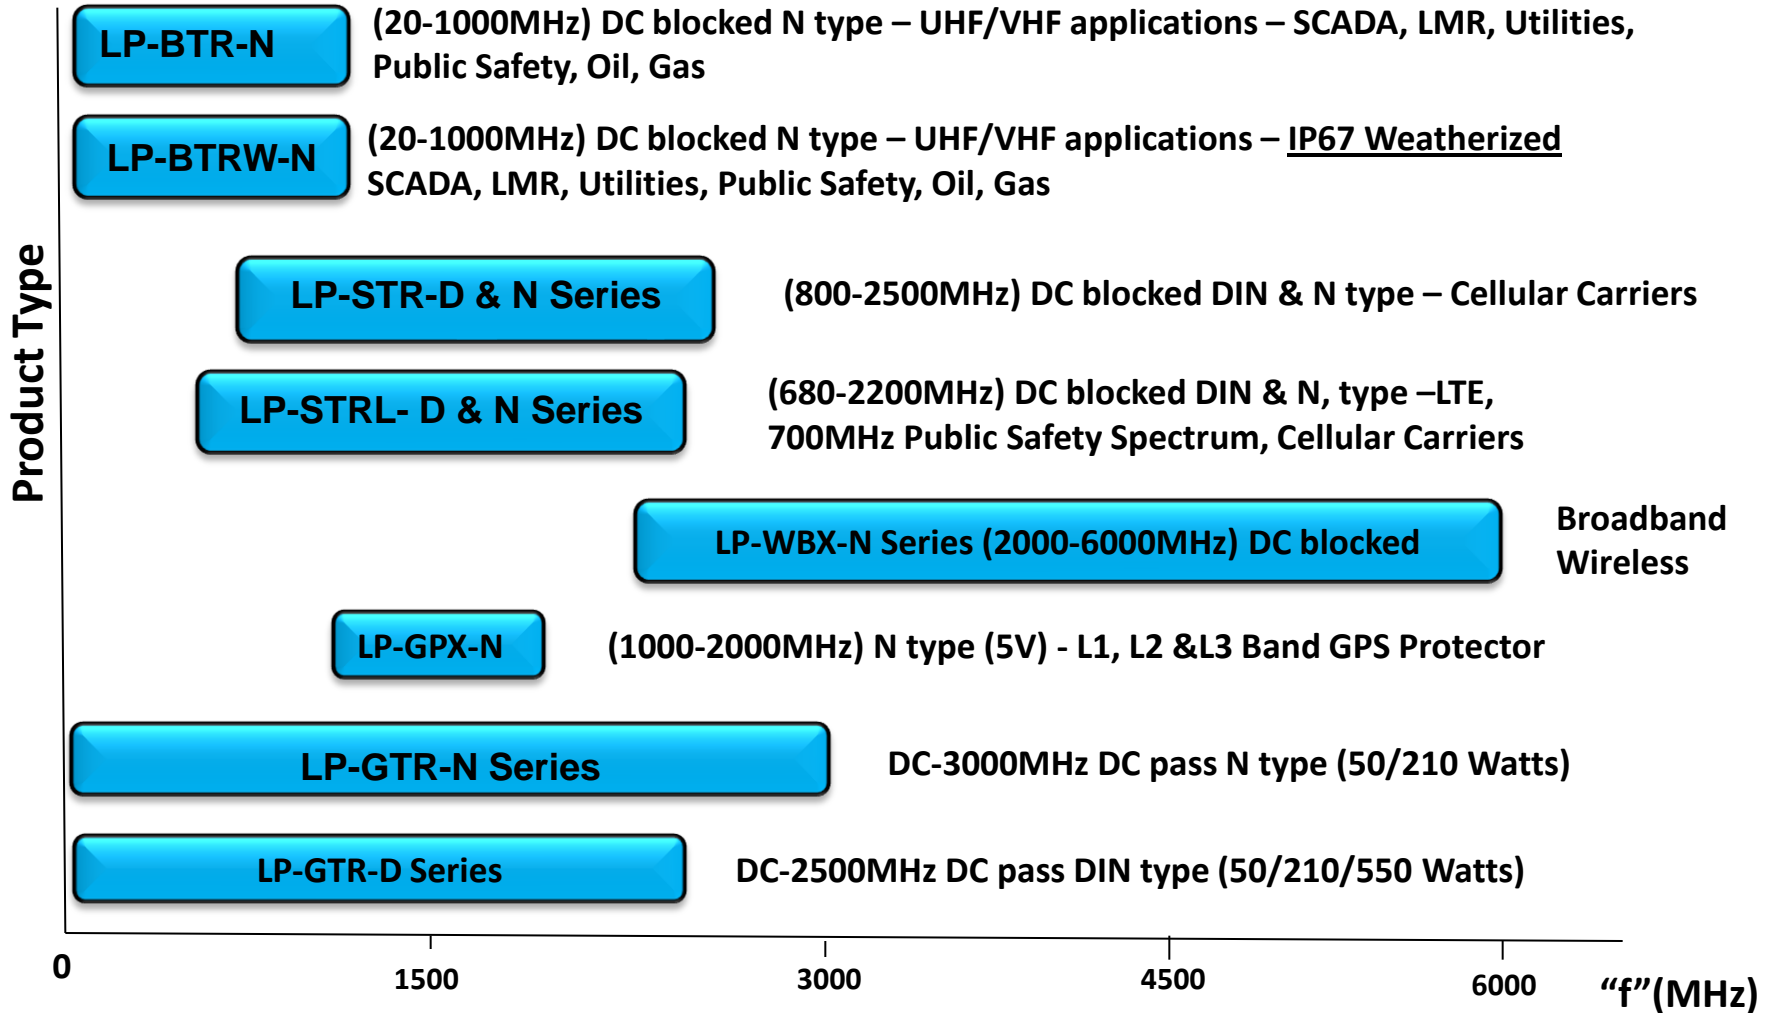 LP-BTR-N
(20-1000MHz) DC blocked N type – UHF/VHF applications – SCADA, LMR, Utilities,
Public Safety, Oil, Gas
LP-BTRW-N
(20-1000MHz) DC blocked N type – UHF/VHF applications – IP67 Weatherized
SCADA, LMR, Utilities, Public Safety, Oil, Gas
Product Type
LP-STR-D & N Series
(800-2500MHz) DC blocked DIN & N type – Cellular Carriers
LP-STRL- D & N Series
(680-2200MHz) DC blocked DIN & N, type –LTE,
700MHz Public Safety Spectrum, Cellular Carriers
LP-WBX-N Series (2000-6000MHz) DC blocked
Broadband
Wireless
LP-GPX-N
(1000-2000MHz) N type (5V) - L1, L2 &L3 Band GPS Protector
LP-GTR-N Series
DC-3000MHz DC pass N type (50/210 Watts)
LP-GTR-D Series
DC-2500MHz DC pass DIN type (50/210/550 Watts)
0
1500
3000
4500
6000
“f”(MHz)